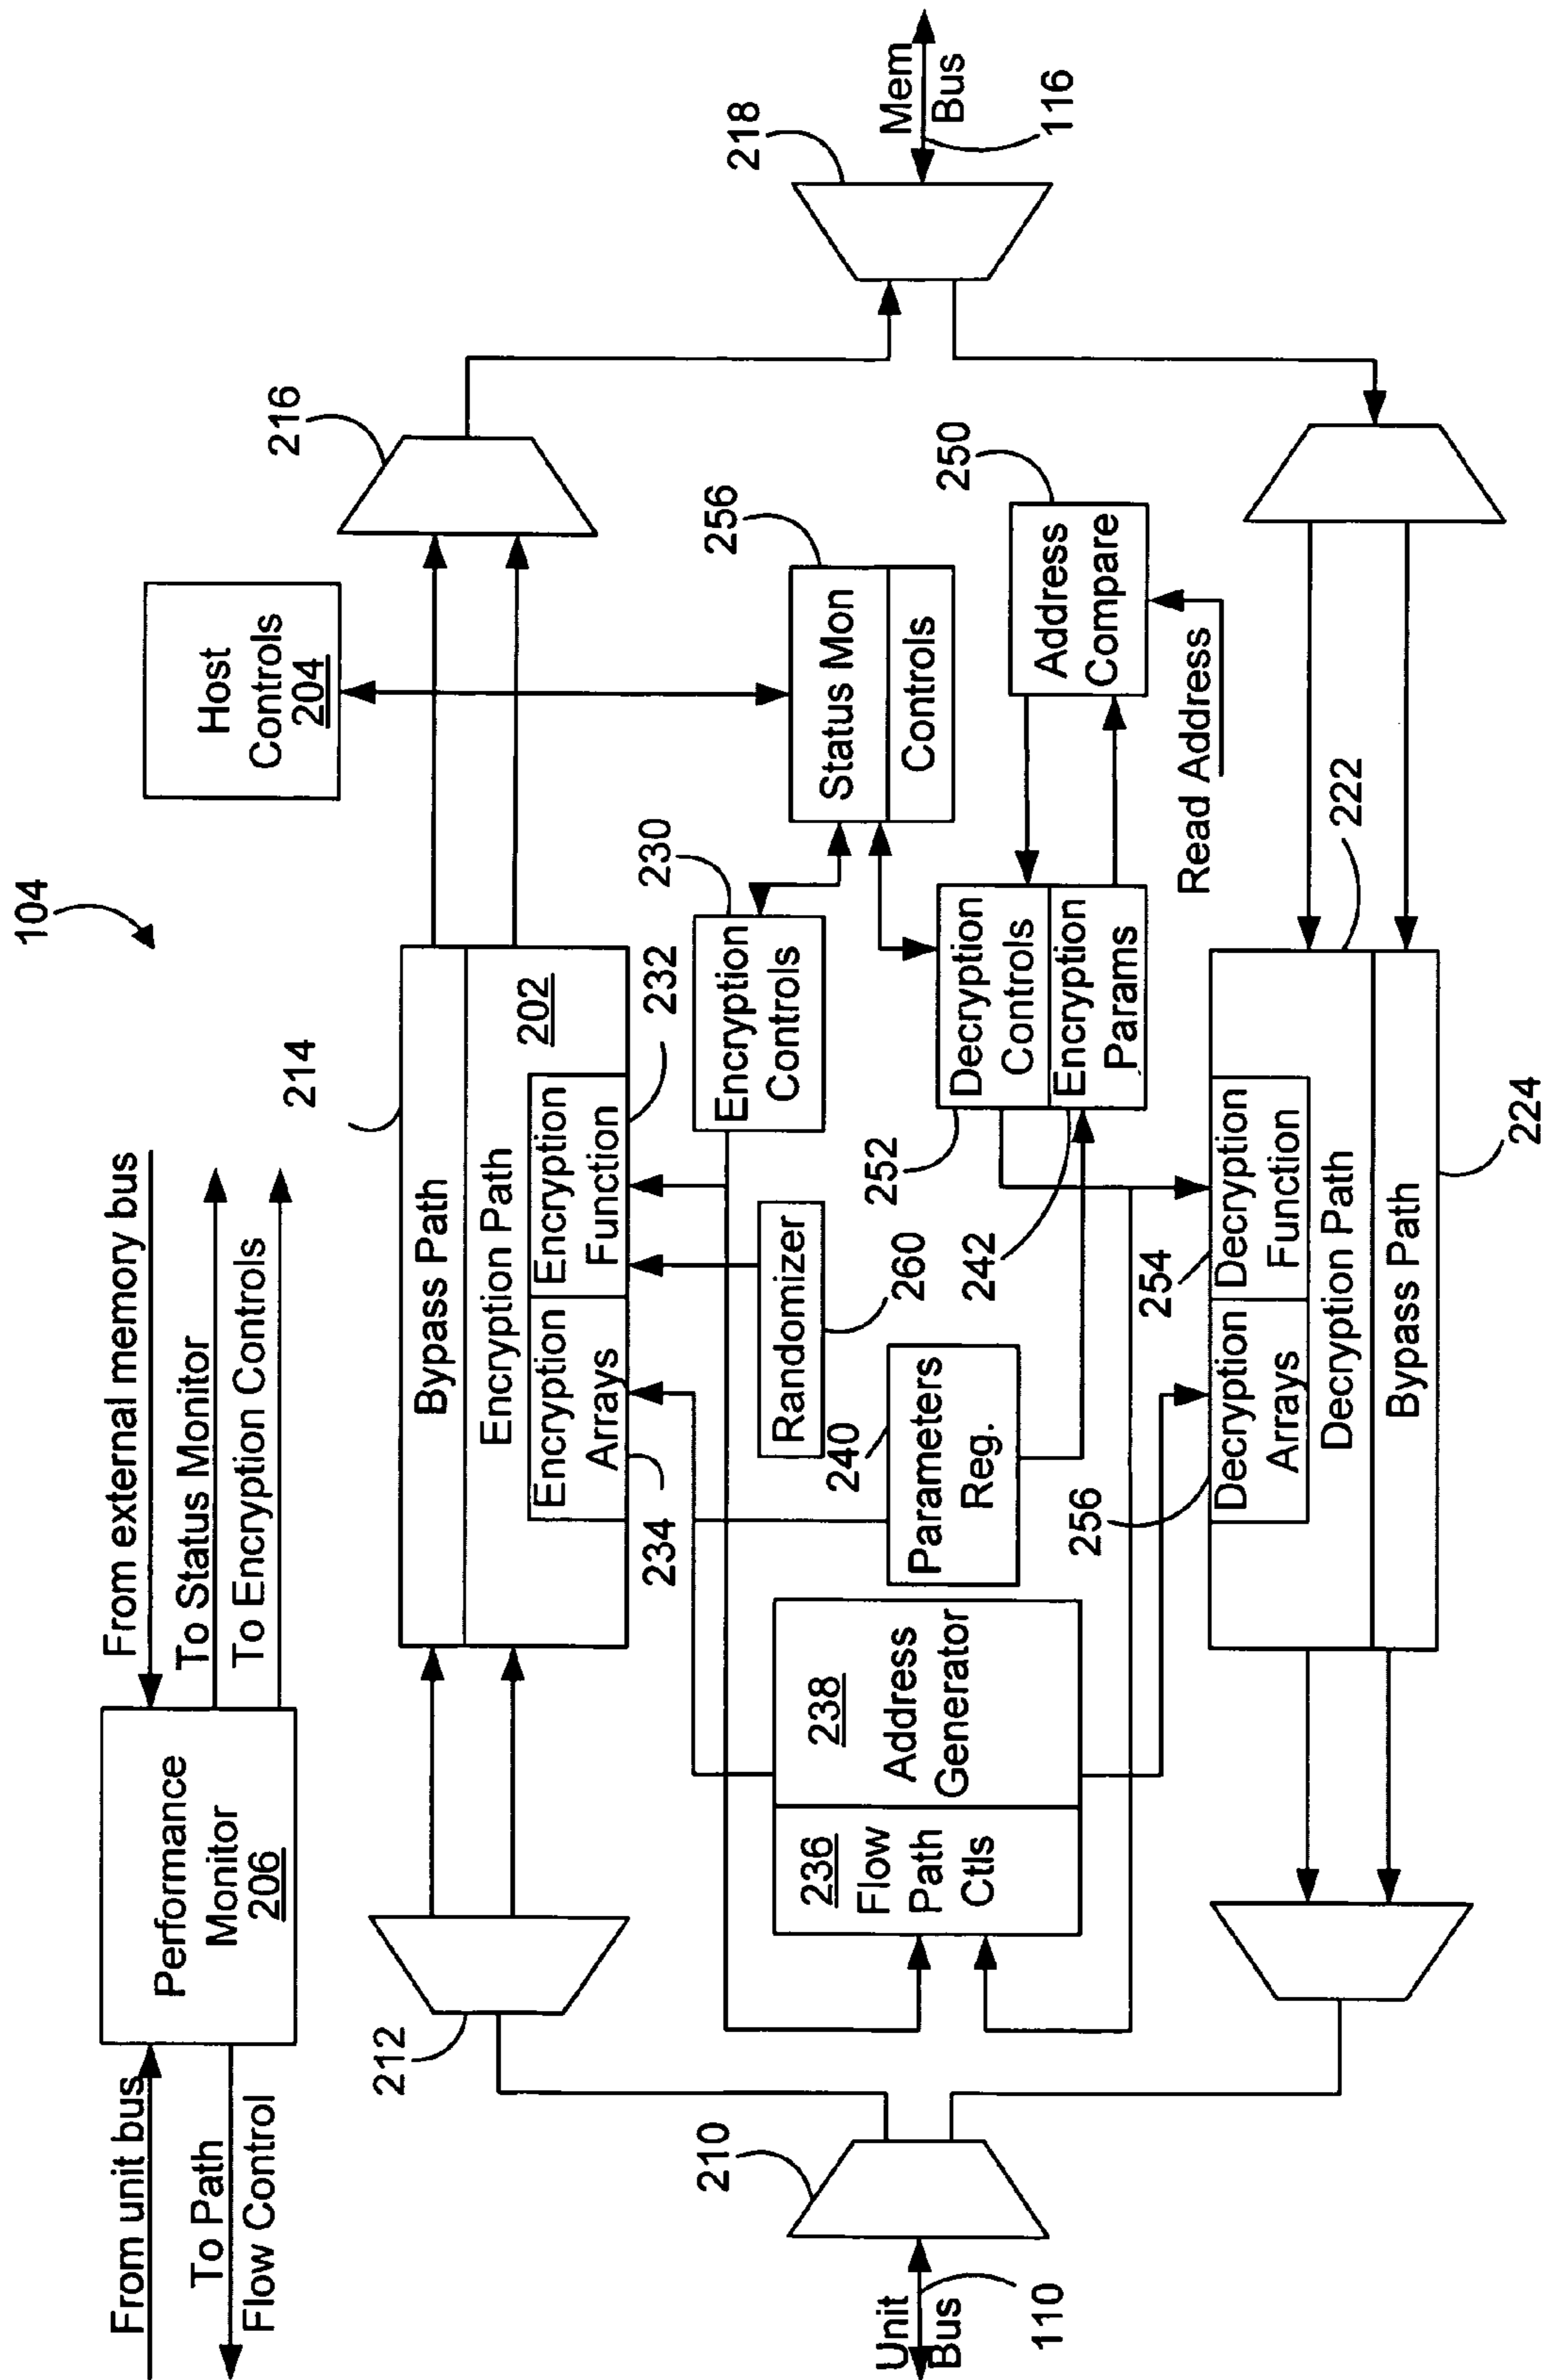 104
From unit bus
To Path
Flow Control
Performance
Monitor
206
From external memory bus
To Status Monitor
To Encryption Controls
Host
Controls
204
212
214
216
218
Bypass Path
Encryption Path
202
Encryption
Arrays
Encryption
Function
234
232
230
Encryption
Controls
256
Status Mon
Controls
Randomizer
260
240
Parameters
Reg.
236
Flow
Path
Ctls
238
Address
Generator
252
242
Decryption
Controls
Encryption
Params
250
Address
Compare
Read Address
210
Unit
Bus
110
Mem
Bus
116
256
254
222
Decryption
Arrays
Decryption
Function
Decryption Path
Bypass Path
224